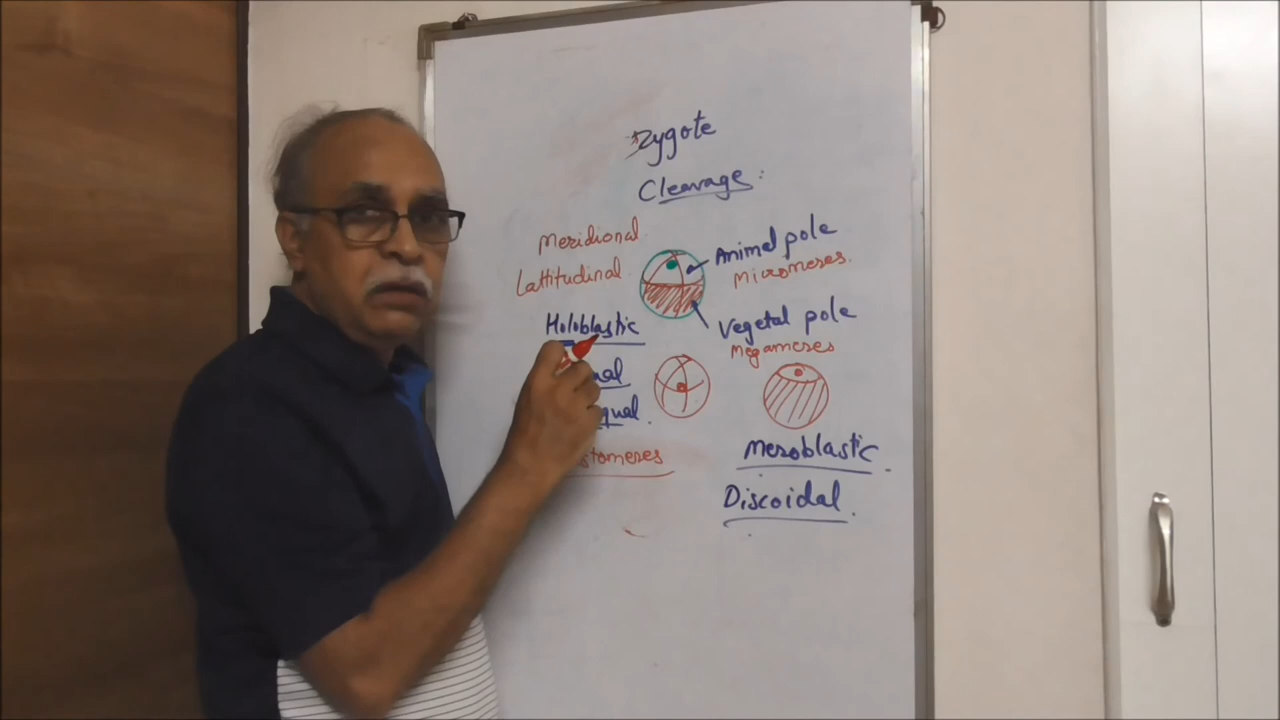 Zygote
Cleavage:
Meridional
Lattitudinal
Animal pole
Micromeres.
Holoblastic
Vegetal pole
Megameres
Meroblastic
Discoidal